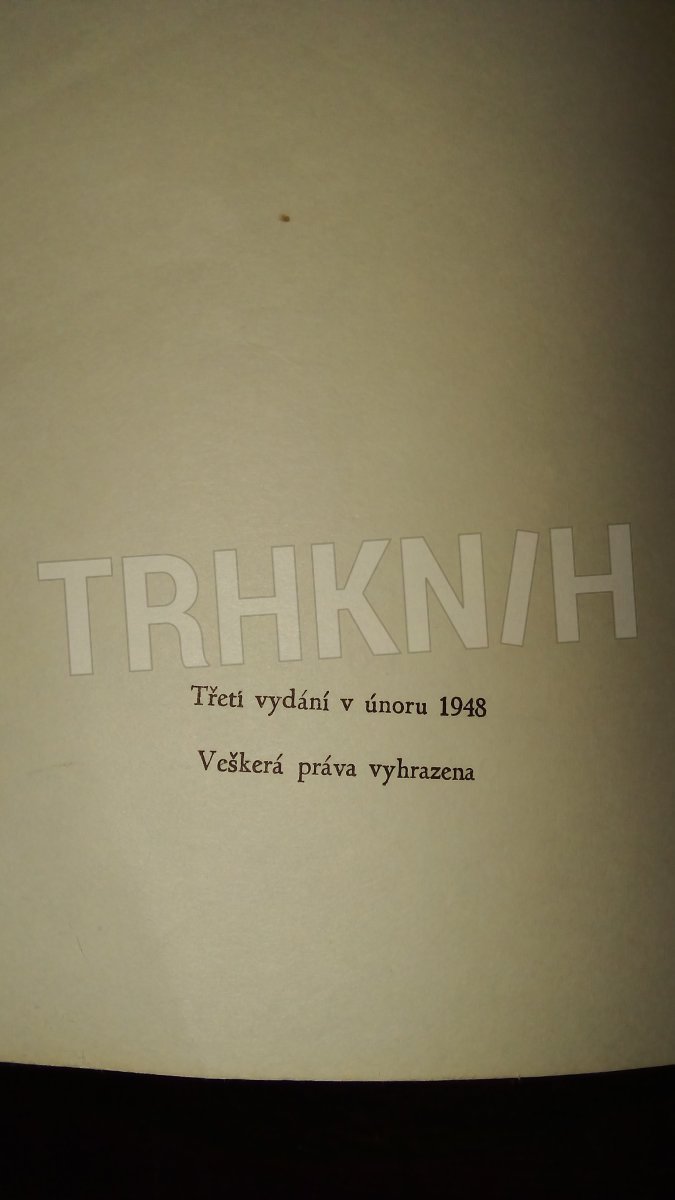 TRHKNIH
Třetí vydání v únoru 1948
Veškerá práva vyhrazena